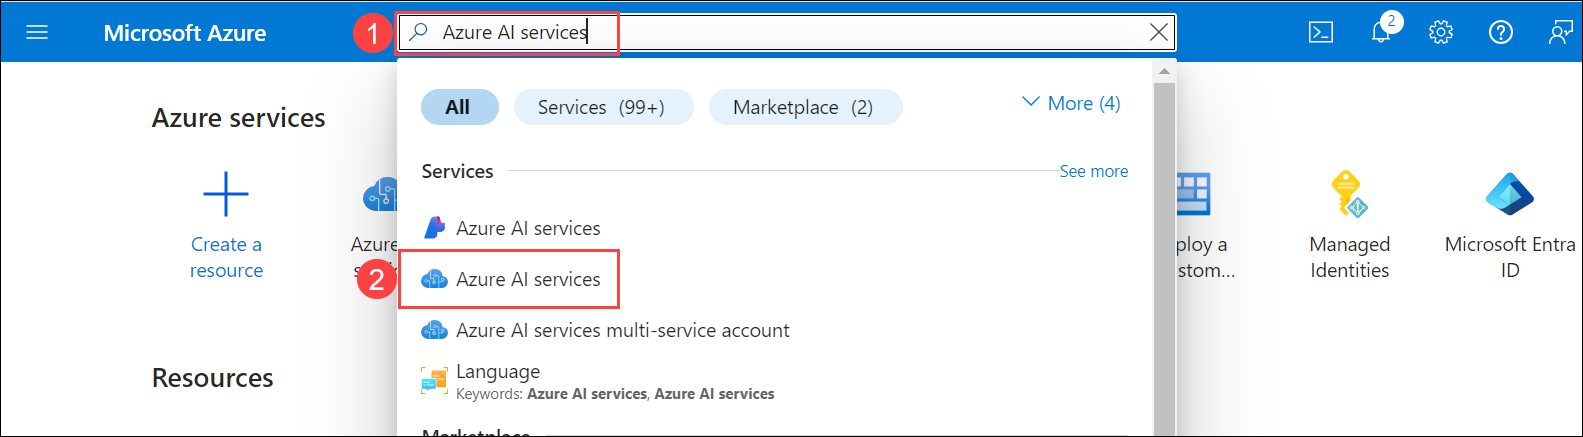 Microsoft Azure
1
Azure AI services
2
All
Services (99+)
Marketplace (2)
More (4)
Azure services
Services
See more
Create a
resource
Azure
Azure AI services
2
Azure AI services
Azure AI services multi-service account
Language
Keywords: Azure AI services, Azure AI services
Marketplace
ploy a
stom...
Managed
Identities
Microsoft Entra
ID
Resources